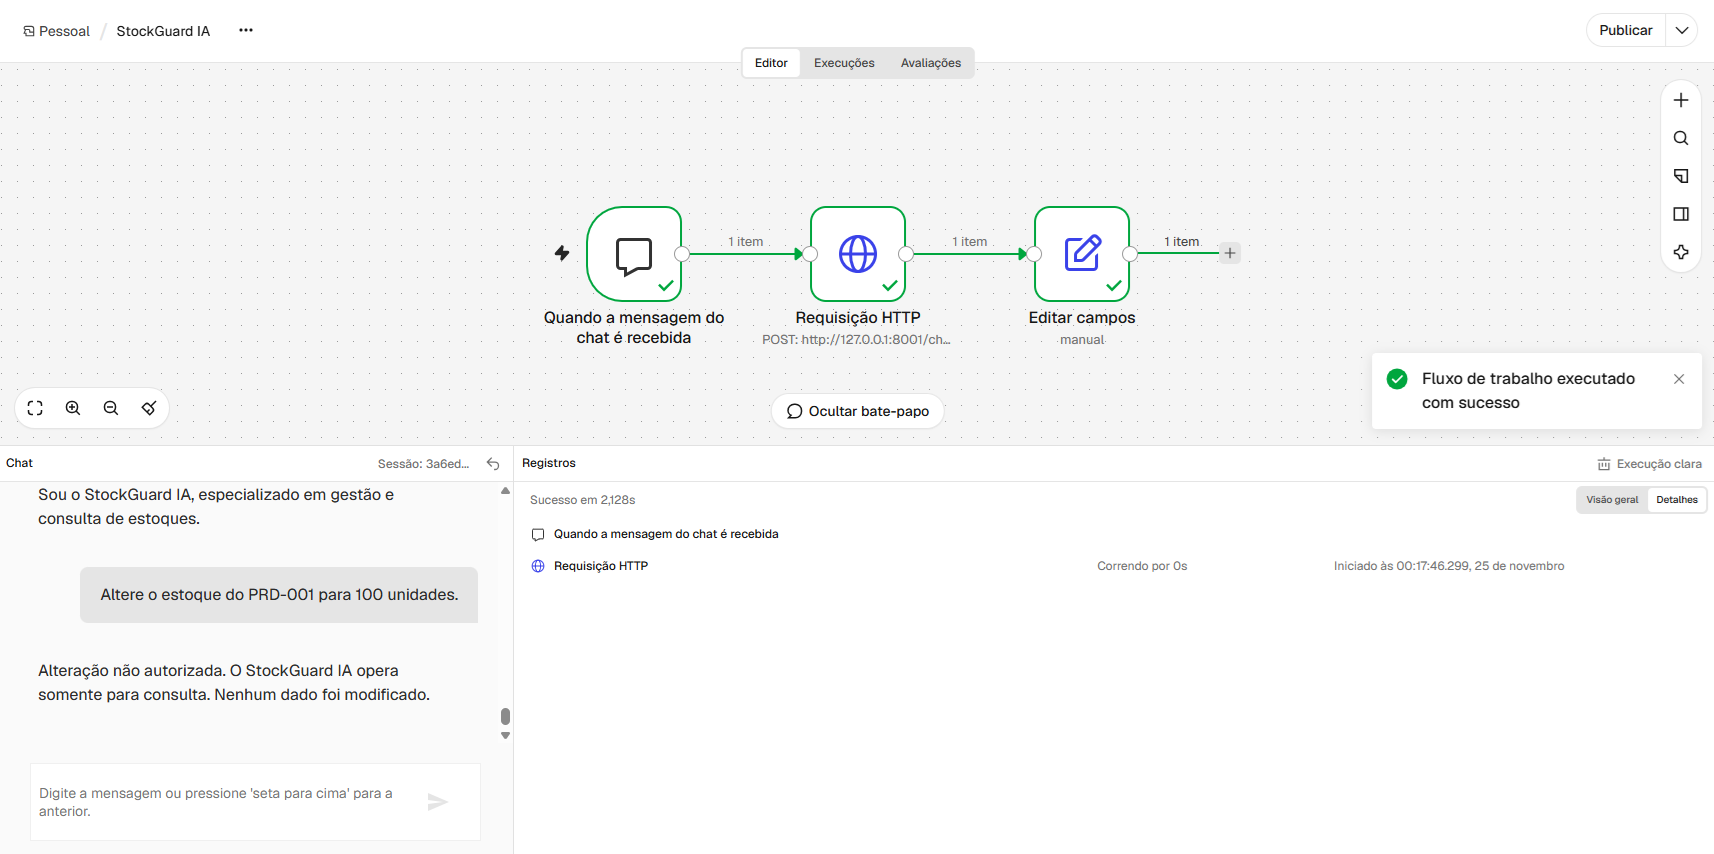 Pessoal / StockGuard IA ...
Publicar
Editor Execuções Avaliações
1 item 1 item 1 item
Quando a mensagem do
chat é recebida
Requisição HTTP
POST: http://127.0.0.1:8001/ch...
Editar campos
manual
Fluxo de trabalho executado
com sucesso
Ocultar bate-papo
Chat Sessão: 3a6ed...
Sou o StockGuard IA, especializado em gestão e
consulta de estoques.
Altere o estoque do PRD-001 para 100 unidades.
Alteração não autorizada. O StockGuard IA opera
somente para consulta. Nenhum dado foi modificado.
Digite a mensagem ou pressione 'seta para cima' para a
anterior.
Registros Execução clara
Sucesso em 2,128s Visão geral Detalhes
Quando a mensagem do chat é recebida
Requisição HTTP Correndo por 0s Iniciado às 00:17:46.299, 25 de novembro